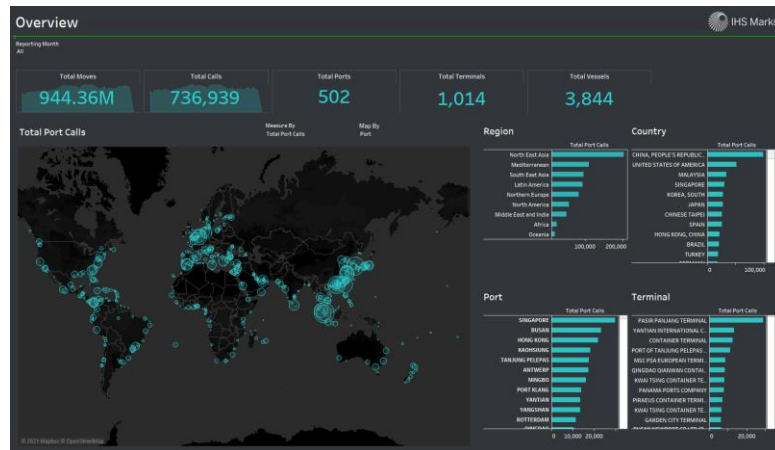 Overview
IHS Marki
Reporting Month
All
Total Moves
944.36M
Total Calls
736,939
Total Ports
502
Total Terminals
1,014
Total Vessels
3,844
Total Port Calls
Measure By
Total Port Calls
Map By
Port
© 2021 Mapbox © OpenStreetMap
Region
Total Port Calls
North East Asia
Mediterranean
South East Asia
Latin America
Northern Europe
North America
Middle East and India
Africa
Oceania
100,000 200,000
Country
Total Port Calls
CHINA, PEOPLE'S REPUBLIC..
UNITED STATES OF AMERICA
MALAYSIA
SINGAPORE
KOREA, SOUTH
JAPAN
CHINESE TAIPEI
SPAIN
HONG KONG, CHINA
BRAZIL
TURKEY
0 100,000
Port
Total Port Calls
SINGAPORE
BUSAN
HONG KONG
KAOHSIUNG
TANJUNG PELEPAS
ANTWERP
NINGBO
PORT KLANG
YANTIAN
YANGSHAN
ROTTERDAM
0 10,000 20,000
Terminal
Total Port Calls
PASIR PANJANG TERMINAL
YANTIAN INTERNATIONAL C..
CONTAINER TERMINAL
PORT OF TANJUNG PELEPAS..
MSC PSA EUROPEAN TERMI..
QINGDAO QIANWAN CONTAI..
KWAI TSING CONTAINER TE..
PANAMA PORTS COMPANY
PIRAEUS CONTAINER TERMI..
KWAI TSING CONTAINER TE..
GARDEN CITY TERMINAL
0 20,000